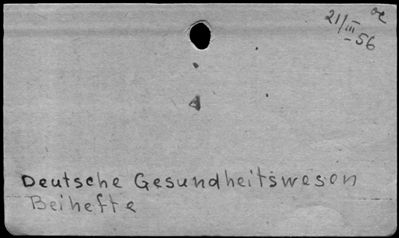 21/III-56
Deutsche Gesundheitswesen
Beihefte